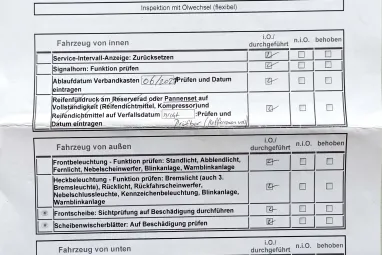 Inspektion mit Ölwechsel (flexibel)
Fahrzeug von innen
i.O./
durchgeführt
n.i.O.
behoben
Service-Intervall-Anzeige: Zurücksetzen
Signalhorn: Funktion prüfen
Ablaufdatum Verbandkasten 06/2021 Prüfen und Datum
eintragen
Reifenfülldruck am Reserverad oder Pannenset auf
Vollständigkeit (Reifendichtmittel, Kompressor)und
Reifendichtmittel auf Verfallsdatum :Prüfen und
Datum eintragen
Fahrzeug von außen
i.O./
durchgeführt
n.i.O.
behoben
Frontbeleuchtung - Funktion prüfen: Standlicht, Abblendlicht,
Fernlicht, Nebelscheinwerfer, Blinkanlage, Warnblinkanlage
Heckbeleuchtung - Funktion prüfen: Bremslicht (auch 3.
Bremsleuchte), Rücklicht, Rückfahrscheinwerfer,
Nebelschlussleuchte, Kennzeichenbeleuchtung, Blinkanlage,
Warnblinkanlage
Frontscheibe: Sichtprüfung auf Beschädigung durchführen
Scheibenwischerblätter: Auf Beschädigung prüfen
Fahrzeug von unten
i.O./
durchgeführt
n.i.O.
behoben